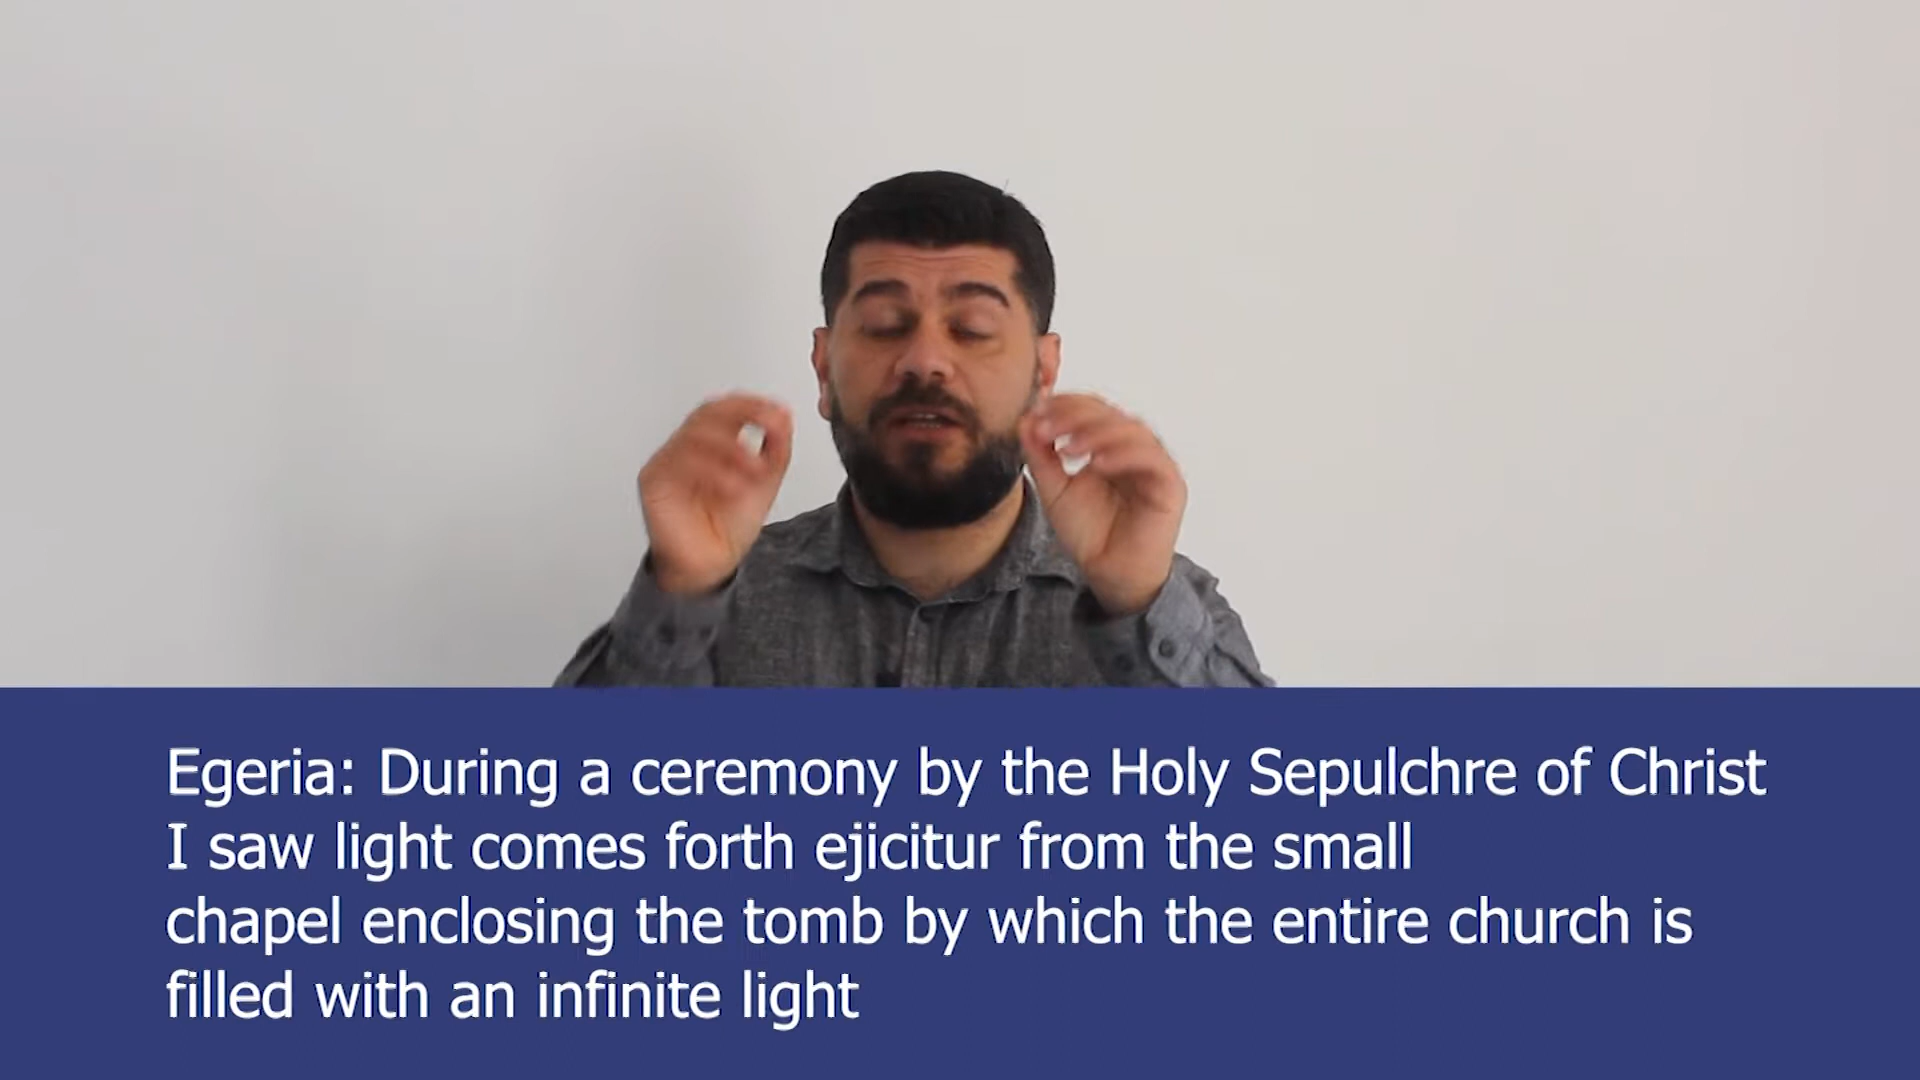 Egeria: During a ceremony by the Holy Sepulchre of Christ
I saw light comes forth ejicitur from the small
chapel enclosing the tomb by which the entire church is
filled with an infinite light